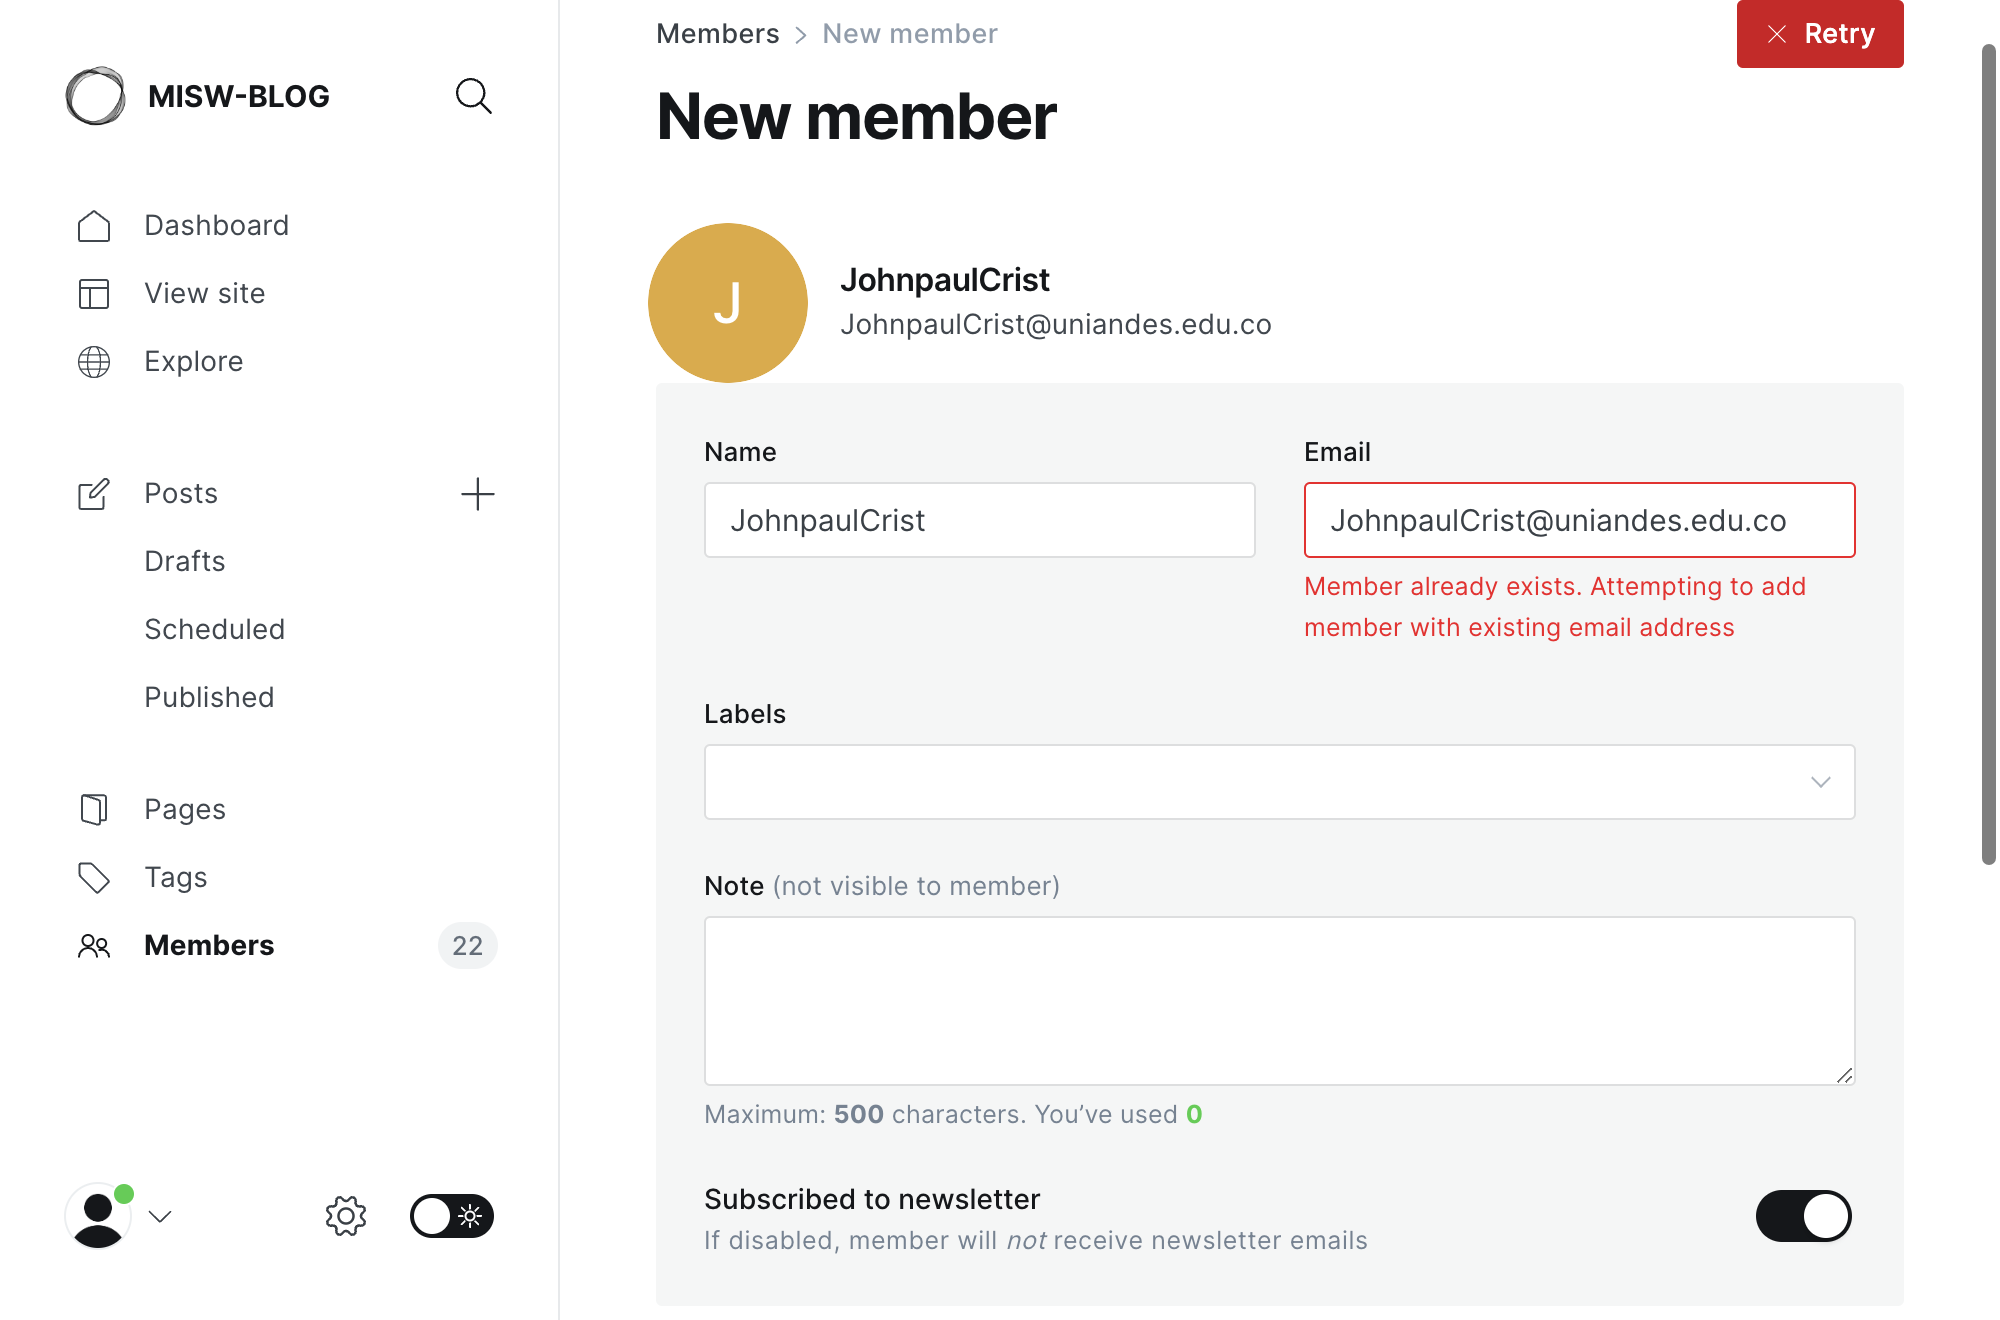 MISW-BLOG
Dashboard
View site
Explore
Posts
Drafts
Scheduled
Published
Pages
Tags
Members 22
Members > New member
Retry
New member
J
JohnpaulCrist
JohnpaulCrist@uniandes.edu.co
Name
JohnpaulCrist
Email
JohnpaulCrist@uniandes.edu.co
Member already exists. Attempting to add
member with existing email address
Labels
Note (not visible to member)
Maximum: 500 characters. You’ve used 0
Subscribed to newsletter
If disabled, member will not receive newsletter emails